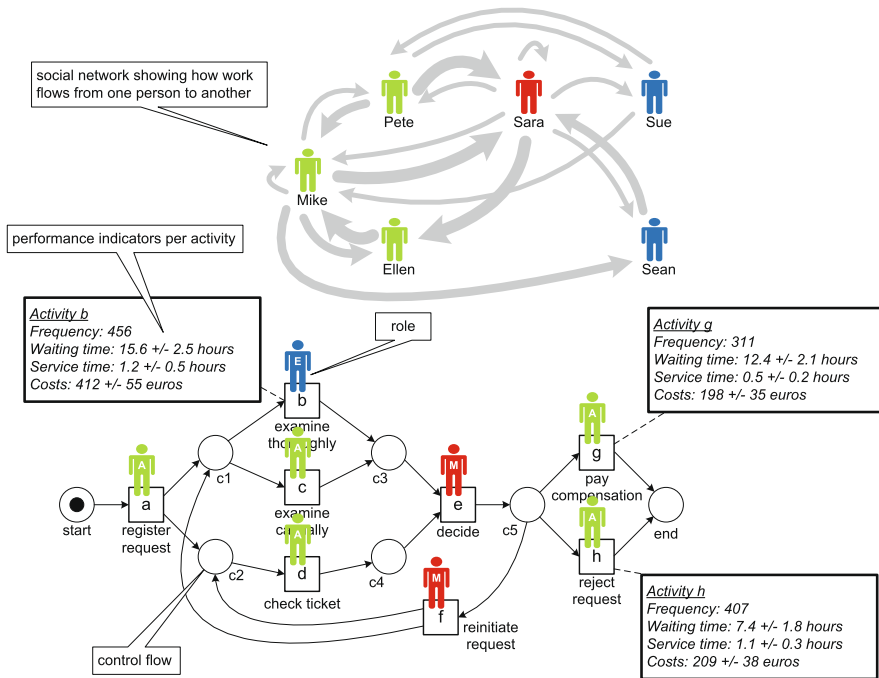 social network showing how work
flows from one person to another
Pete
Sara
Sue
Mike
Ellen
Sean
performance indicators per activity
Activity b
Frequency: 456
Waiting time: 15.6 +/- 2.5 hours
Service time: 1.2 +/- 0.5 hours
Costs: 412 +/- 55 euros
role
Activity g
Frequency: 311
Waiting time: 12.4 +/- 2.1 hours
Service time: 0.5 +/- 0.2 hours
Costs: 198 +/- 35 euros
E
b
examine
thoroughly
A
a
register
request
start
c1
A
c
examine
casually
c3
M
e
decide
c5
A
g
pay
compensation
end
c2
A
d
check ticket
c4
M
f
reinitiate
request
A
h
reject
request
control flow
Activity h
Frequency: 407
Waiting time: 7.4 +/- 1.8 hours
Service time: 1.1 +/- 0.3 hours
Costs: 209 +/- 38 euros